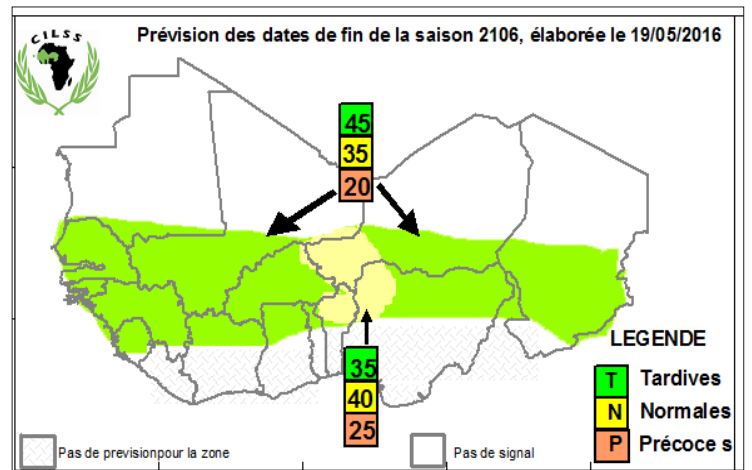 CILSS
Prévision des dates de fin de la saison 2106, élaborée le 19/05/2016
45
35
20
35
40
25
LEGENDE
T Tardives
N Normales
P Précoce s
Pas de previsionpour la zone
Pas de signal